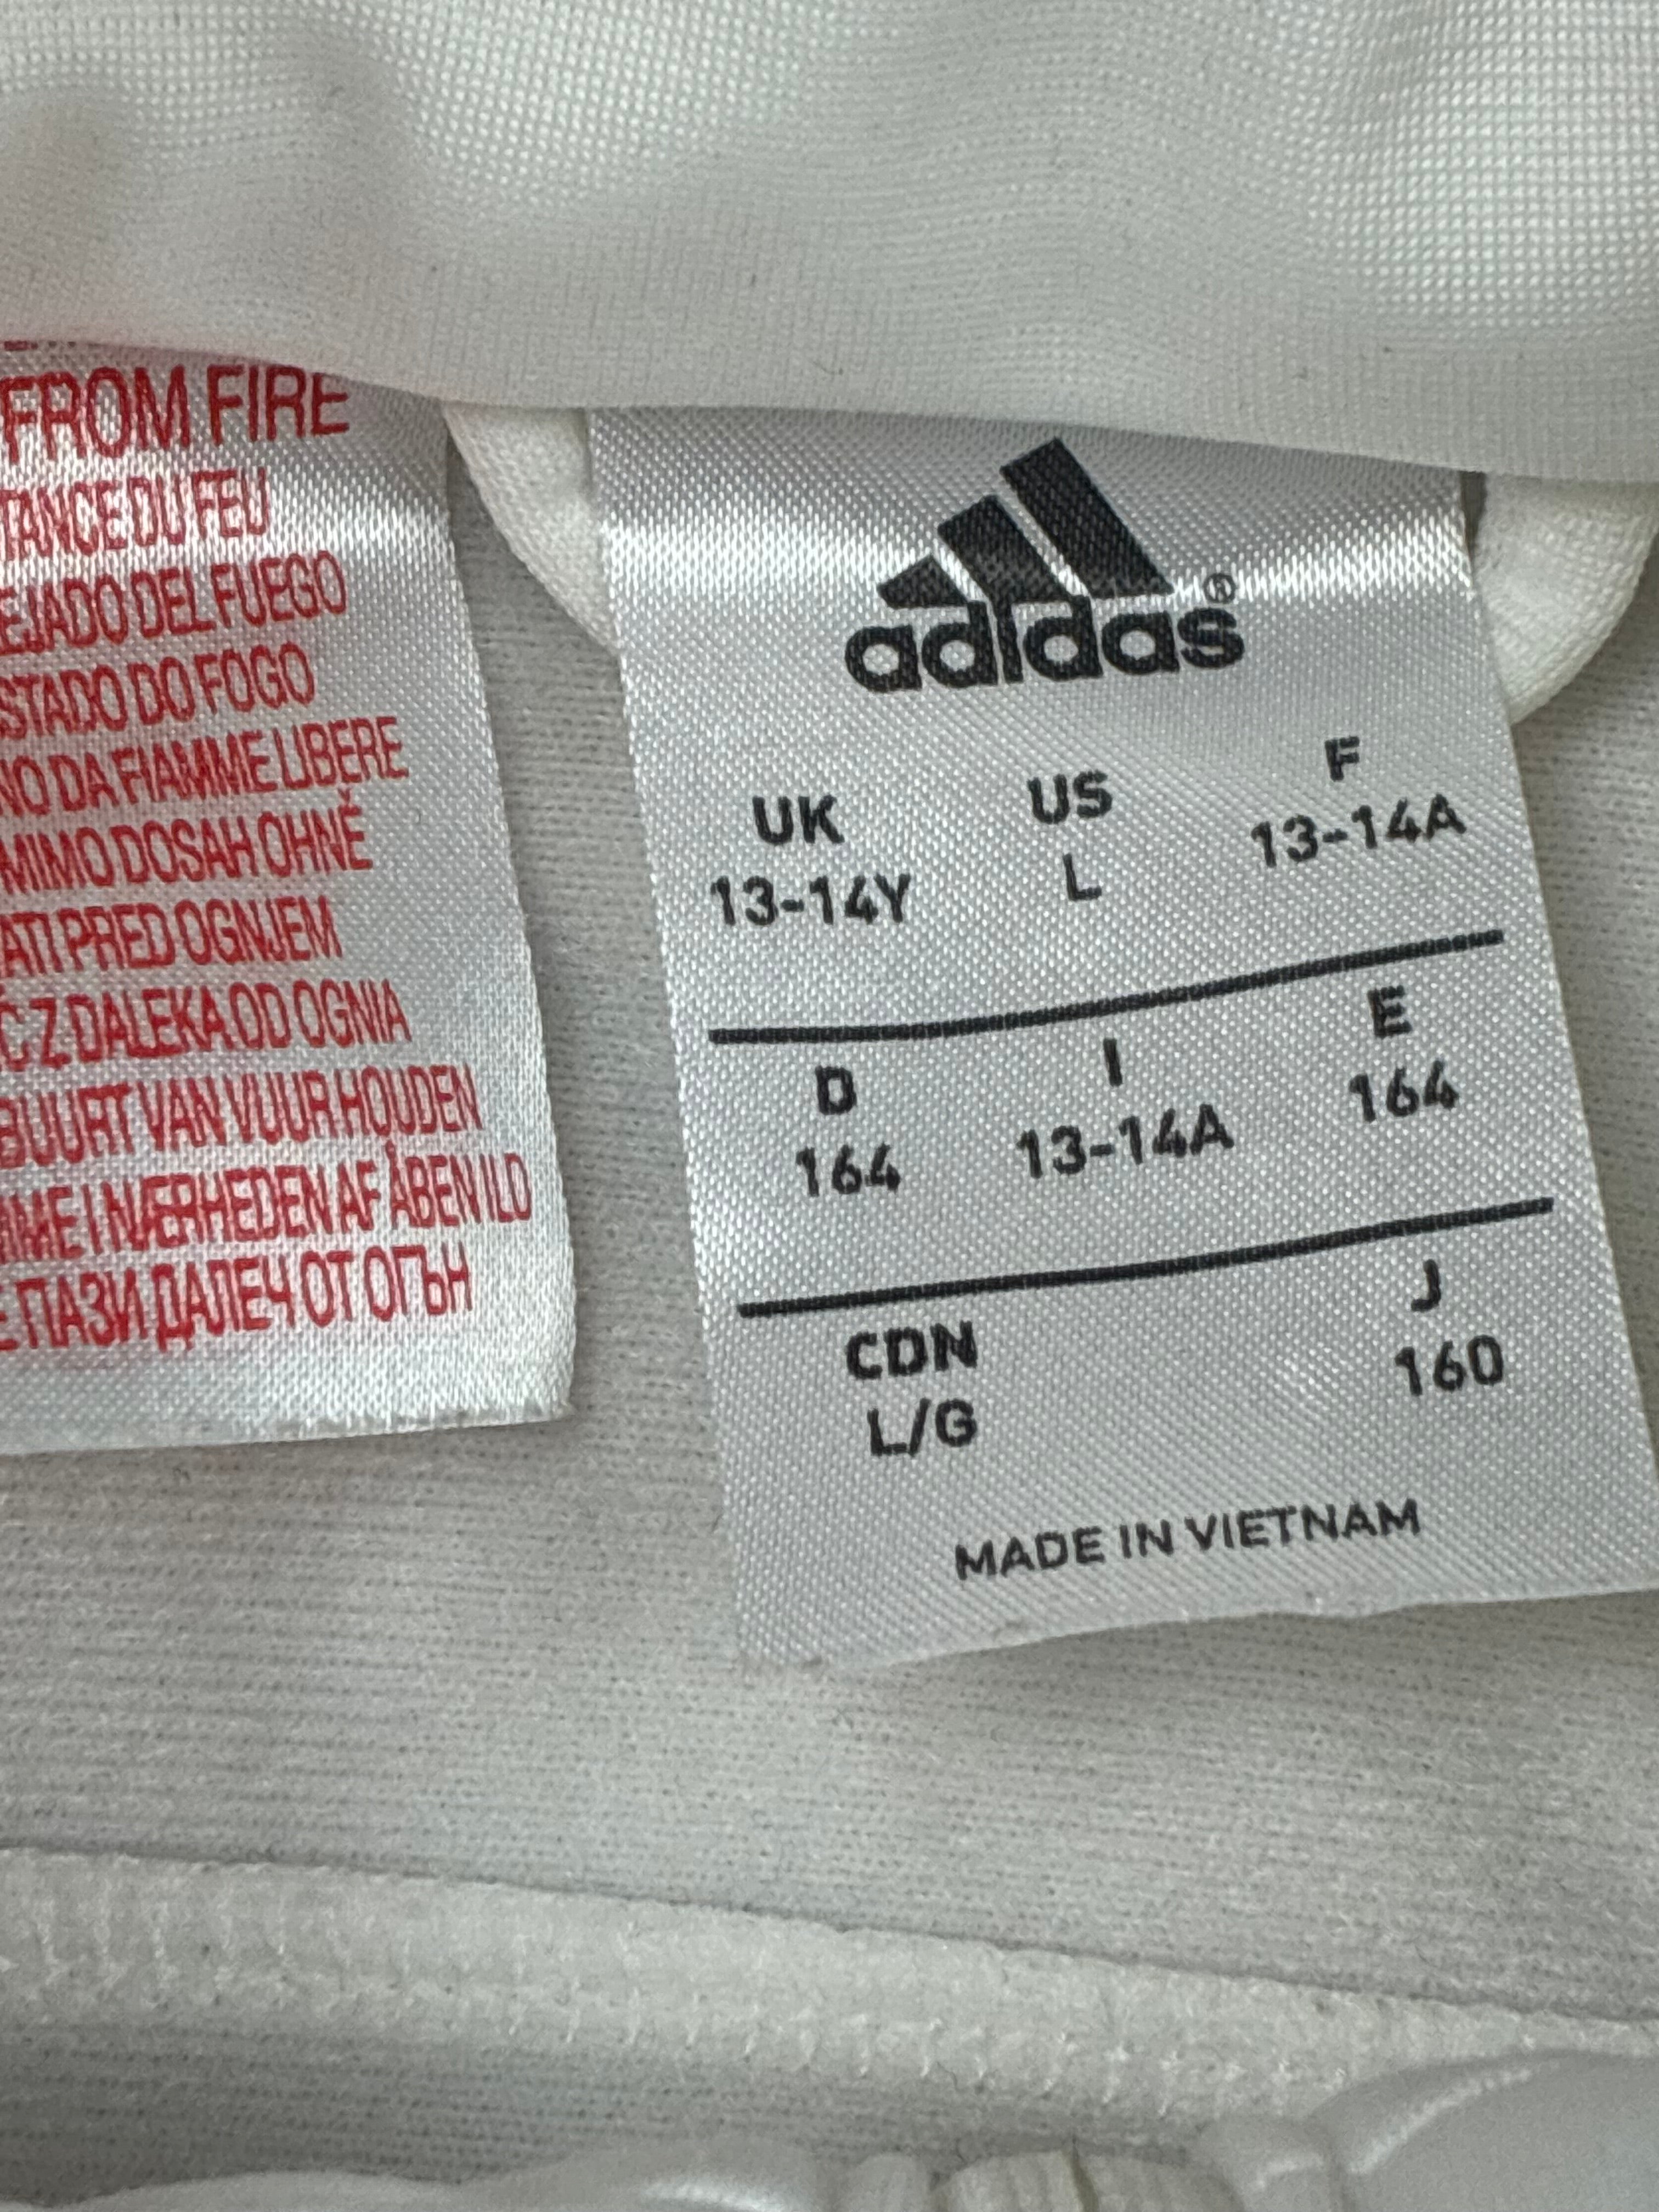 FROM FIRE
TANCE DU FEU
EJADO DEL FUEGO
STADO DO FOGO
NO DA FIAMME LIBERE
MIMO DOSAH OHNĚ
ATI PRED OGNJEM
Ć Z DALEKA OD OGNIA
BUURT VAN VUUR HOUDEN
MME I NÆRHEDEN AF ÅBEN ILD
Е ПАЗИ ДАЛЕЧ ОТ ОГЪН
adidas®
UK US F
13-14Y L 13-14A
D I E
164 13-14A 164
CDN J
L/G 160
MADE IN VIETNAM